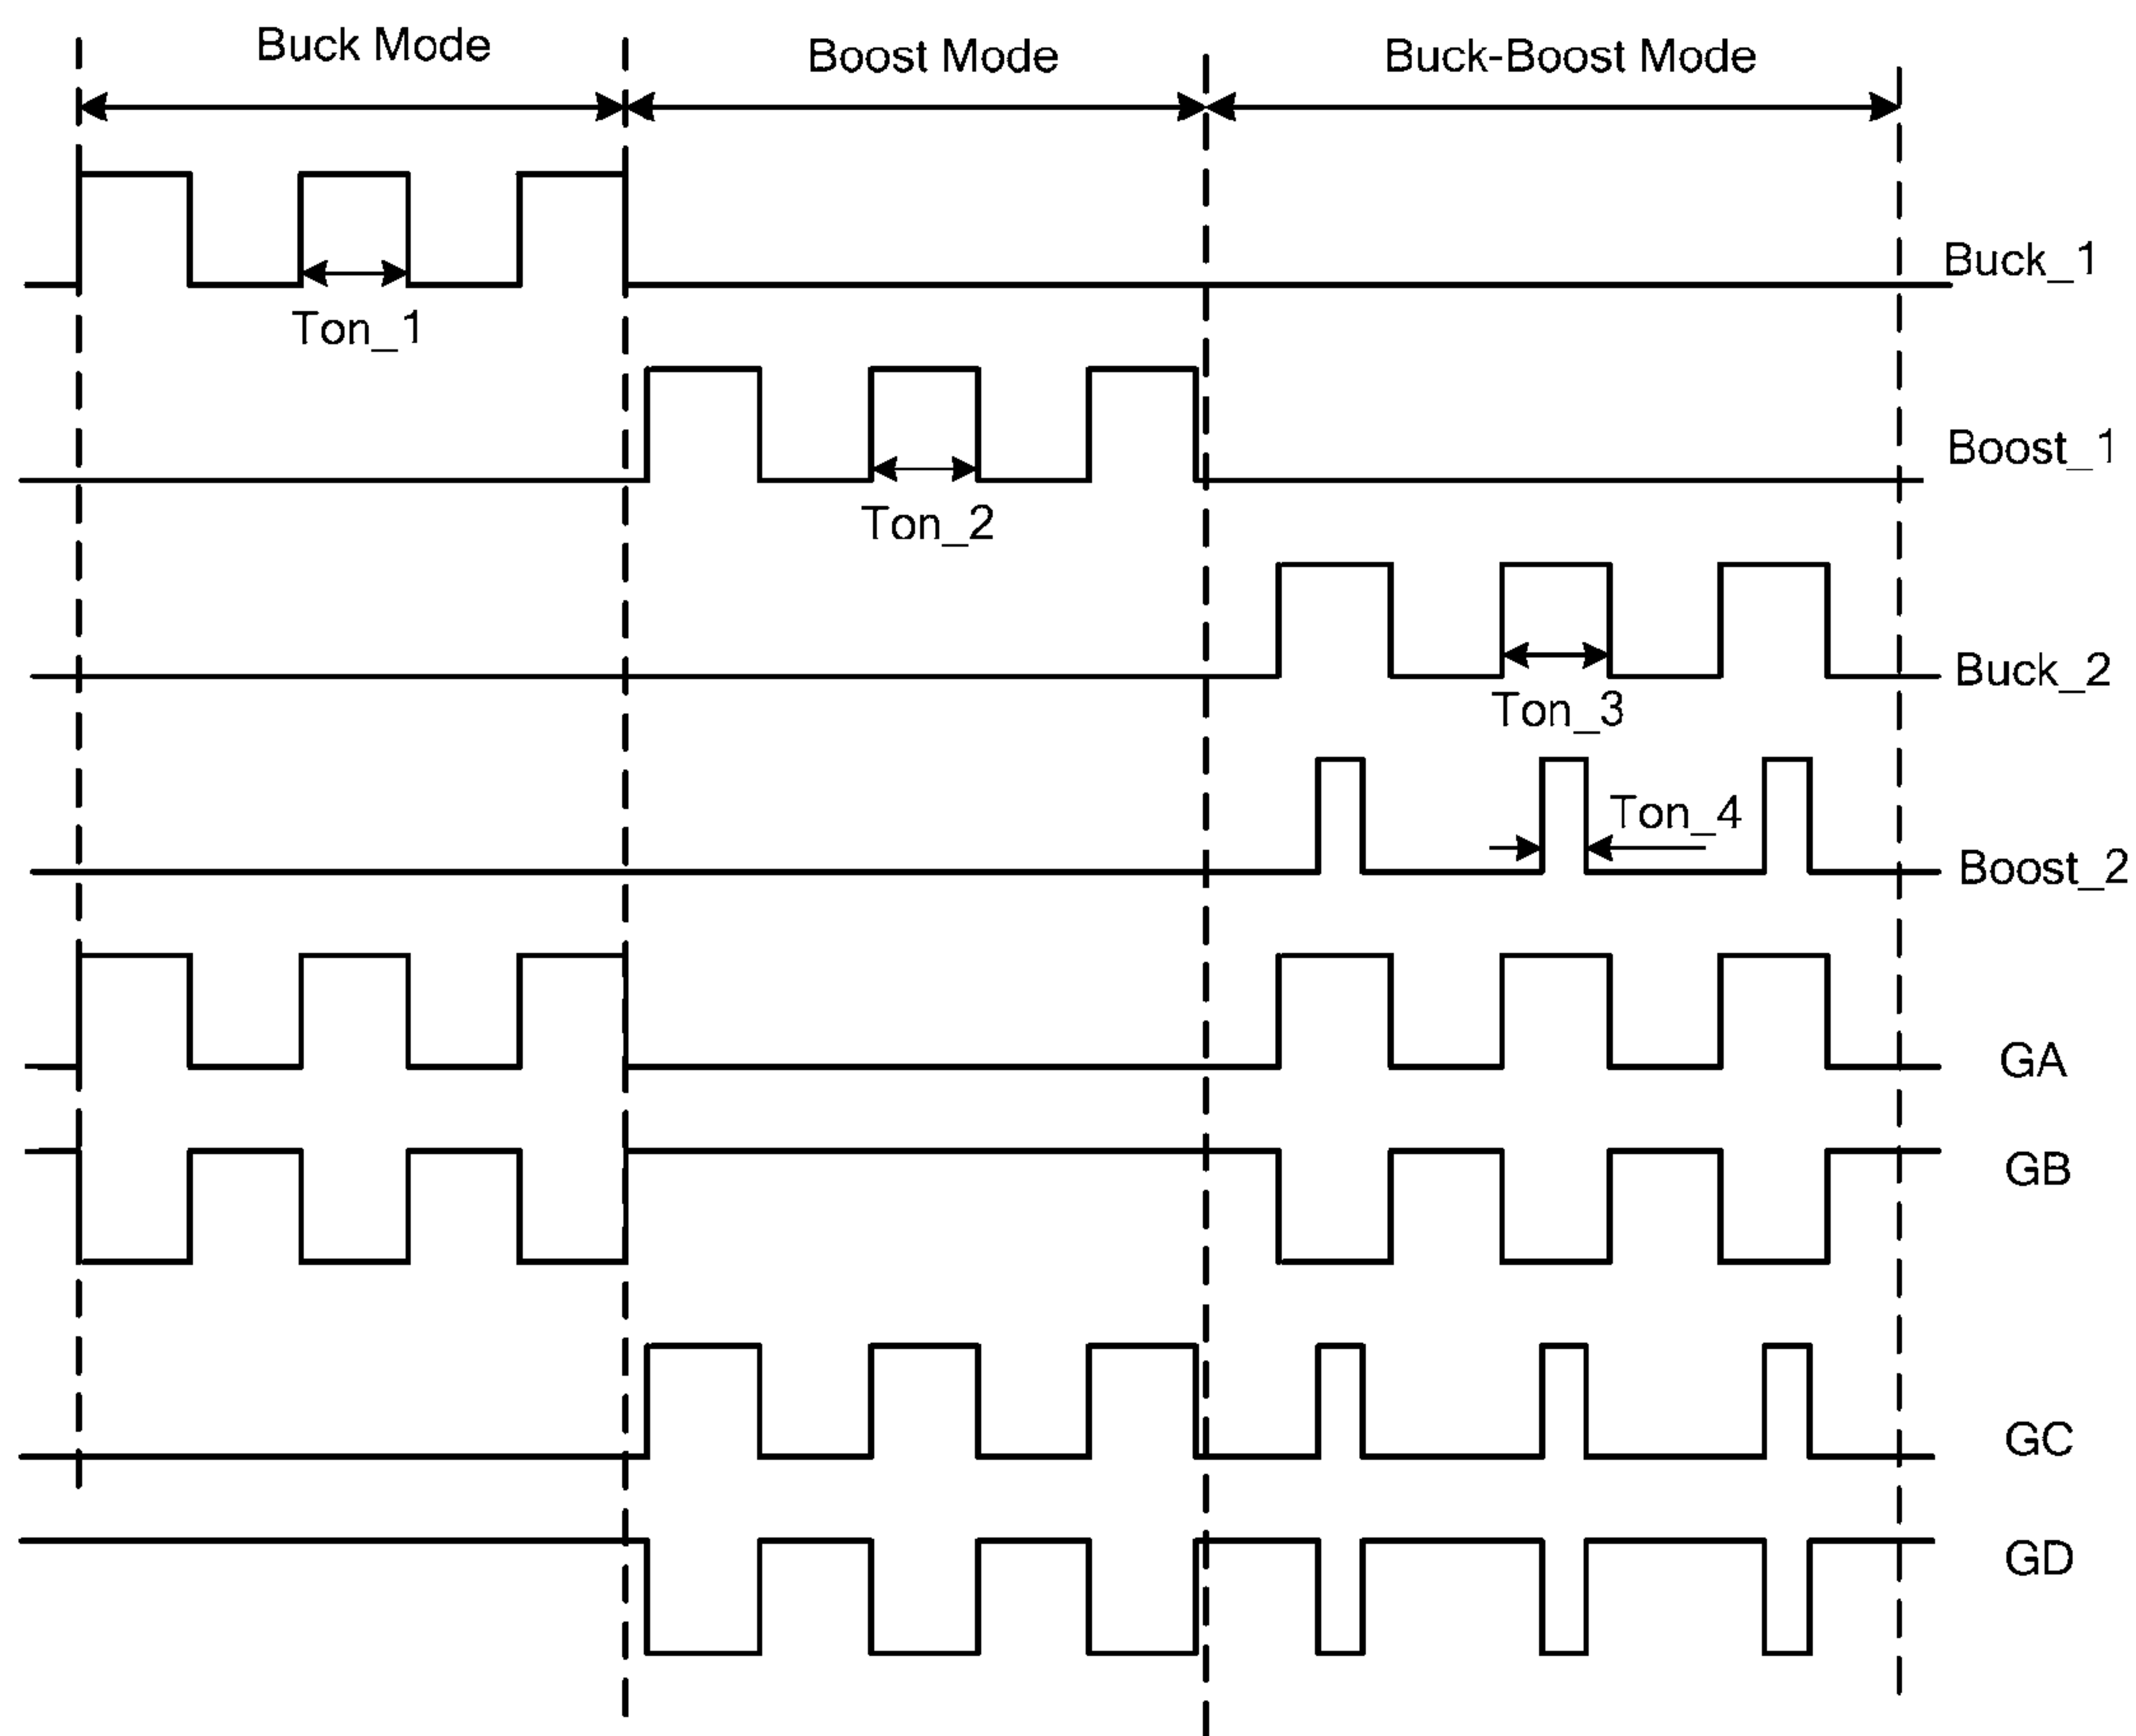 Buck Mode
Boost Mode
Buck-Boost Mode
Buck_1
Ton_1
Boost_1
Ton_2
Buck_2
Ton_3
Ton_4
Boost_2
GA
GB
GC
GD